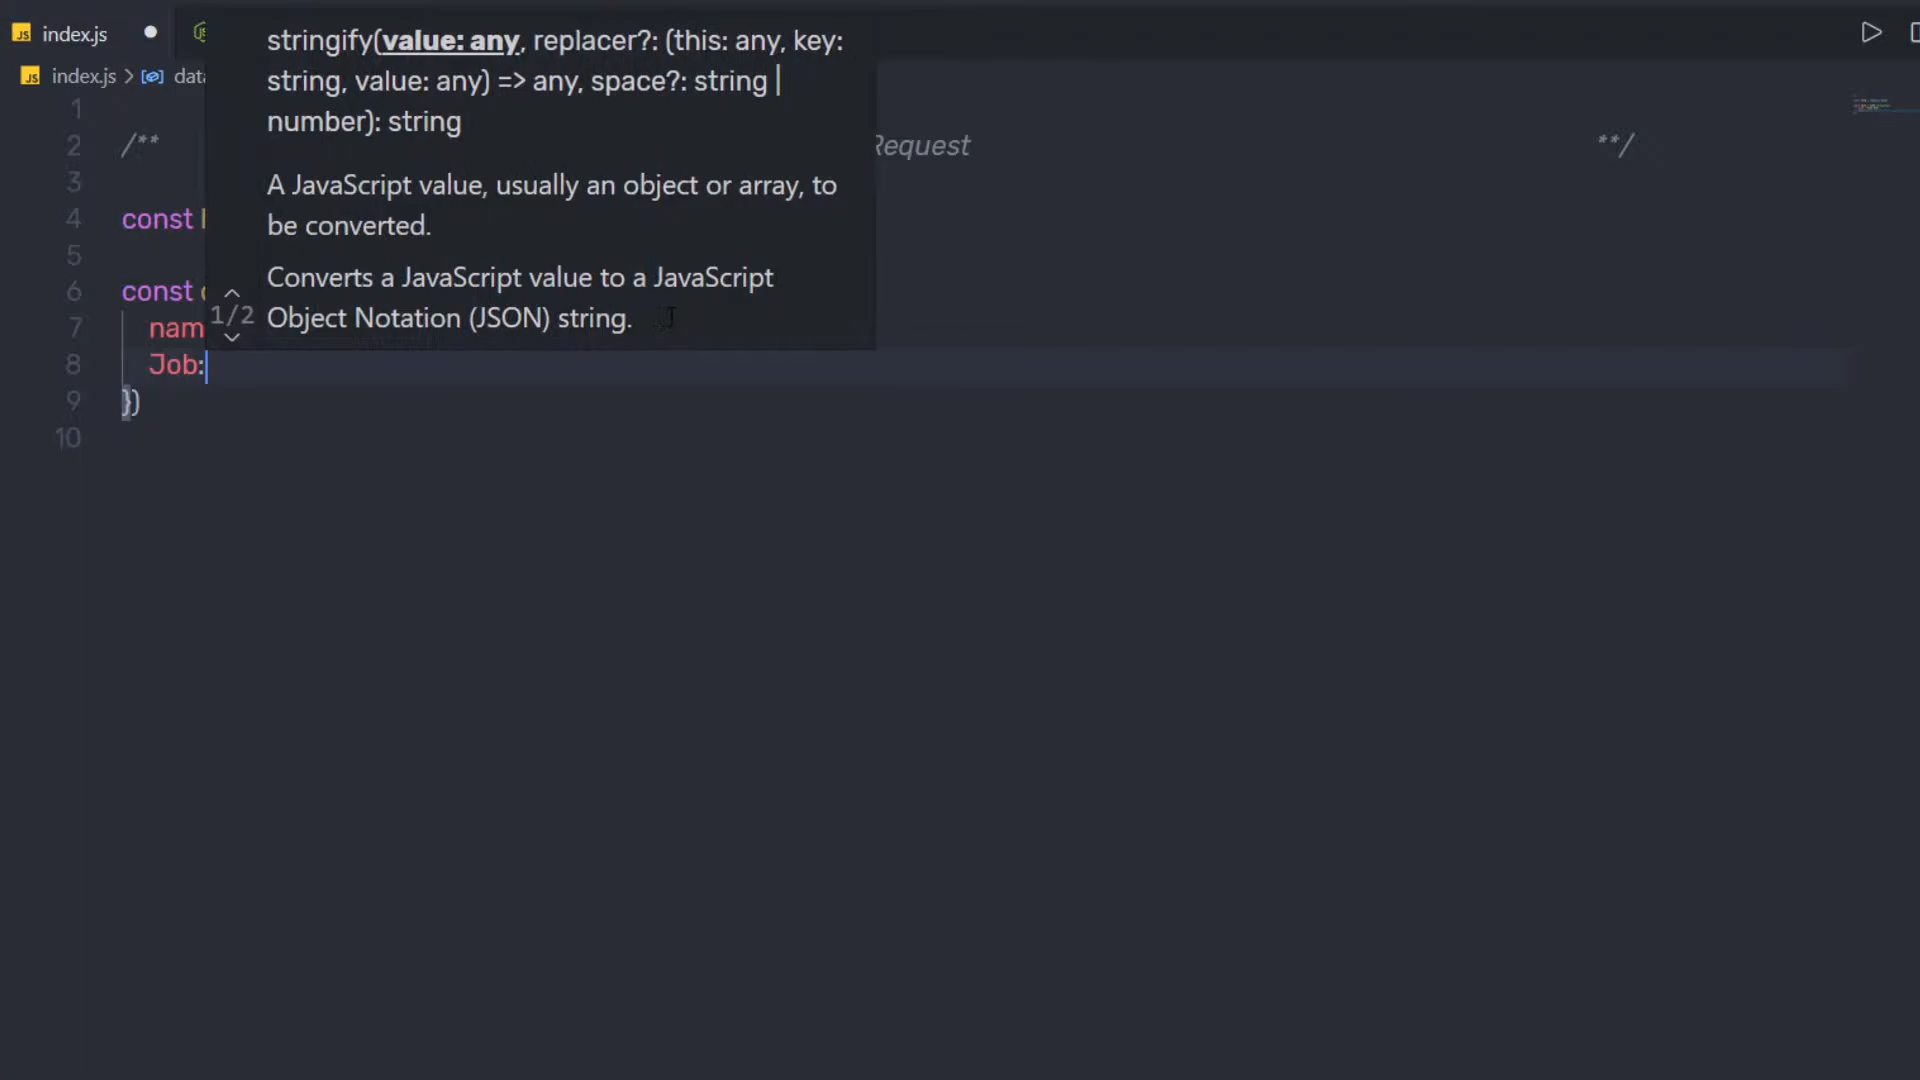 index.js
index.js > data
stringify(value: any, replacer?: (this: any, key:
string, value: any) => any, space?: string |
number): string
A JavaScript value, usually an object or array, to
be converted.
Converts a JavaScript value to a JavaScript
Object Notation (JSON) string.
1/2
1
2 /** Request **/
3
4 const
5
6 const
7 nam
8 Job:
9 })
10